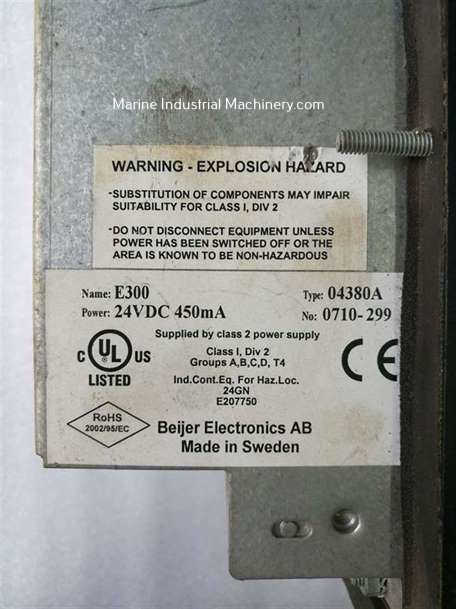 Marine Industrial Machinery.com
WARNING - EXPLOSION HAZARD
-SUBSTITUTION OF COMPONENTS MAY IMPAIR
SUITABILITY FOR CLASS I, DIV 2
-DO NOT DISCONNECT EQUIPMENT UNLESS
POWER HAS BEEN SWITCHED OFF OR THE
AREA IS KNOWN TO BE NON-HAZARDOUS
Name: E300 Type: 04380A
Power: 24VDC 450mA No: 0710-299
Supplied by class 2 power supply
C UL US
LISTED
Class I, Div 2
Groups A,B,C,D, T4
Ind.Cont.Eq. For Haz.Loc.
24GN
E207750
CE
RoHS
2002/95/EC
Beijer Electronics AB
Made in Sweden